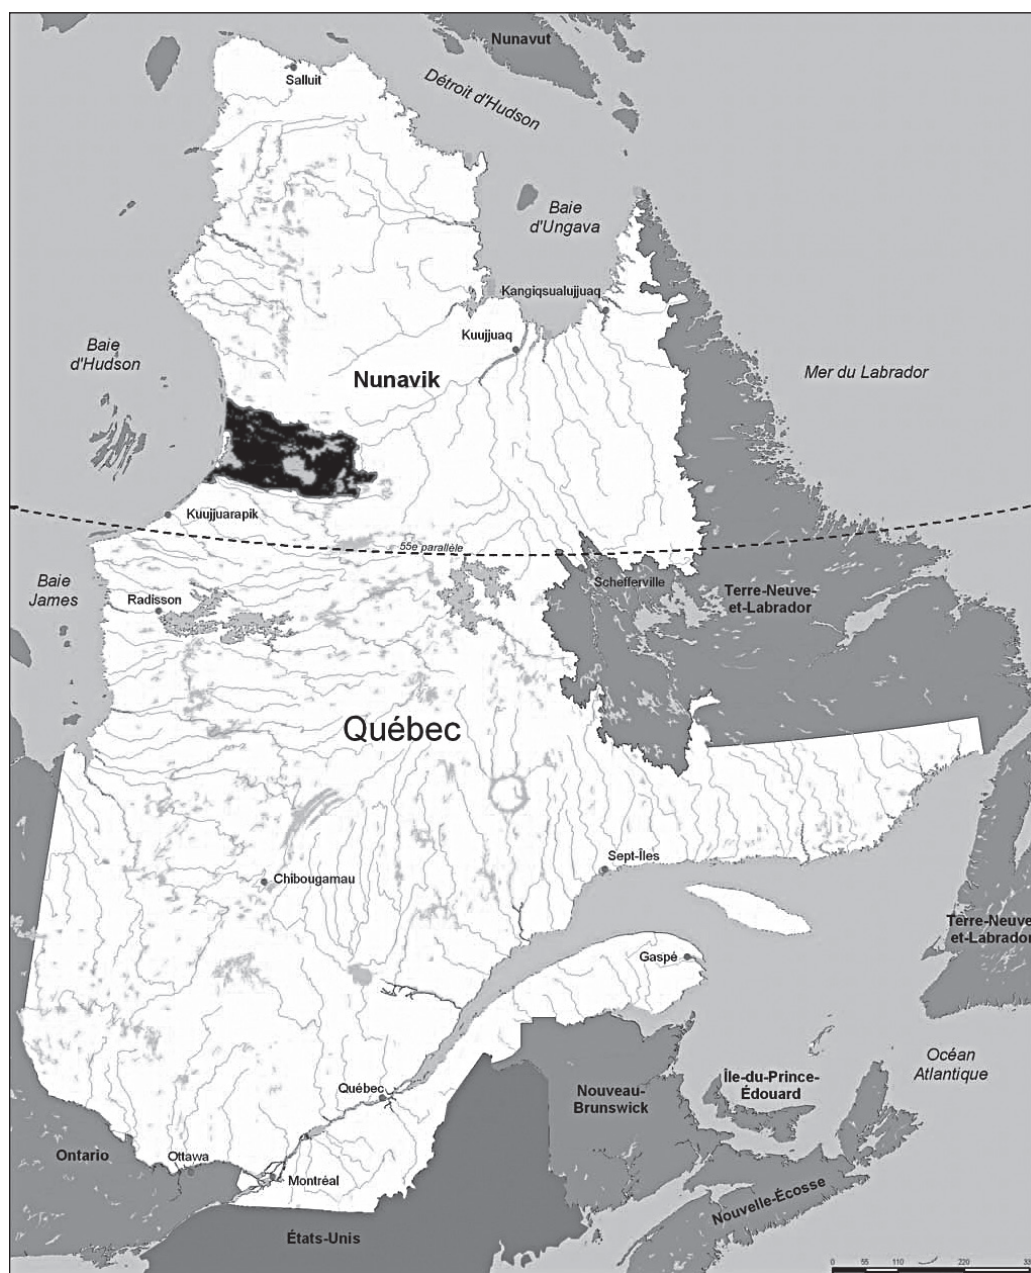 Nunavut
Salluit
Détroit d'Hudson
Baie
d'Ungava
Kangiqsualujjuaq
Kuujjuaq
Baie
d'Hudson
Nunavik
Mer du Labrador
Kuujjuarapik
55e parallèle
Baie
James
Radisson
Schefferville
Terre-Neuve-
et-Labrador
Québec
Sept-Îles
Chibougamau
Terre-Neuve
et-Labrador
Gaspé
Océan
Atlantique
Québec
Nouveau-
Brunswick
Île-du-Prince-
Édouard
Ontario
Ottawa
Montréal
Nouvelle-Écosse
États-Unis
0 55 110 220